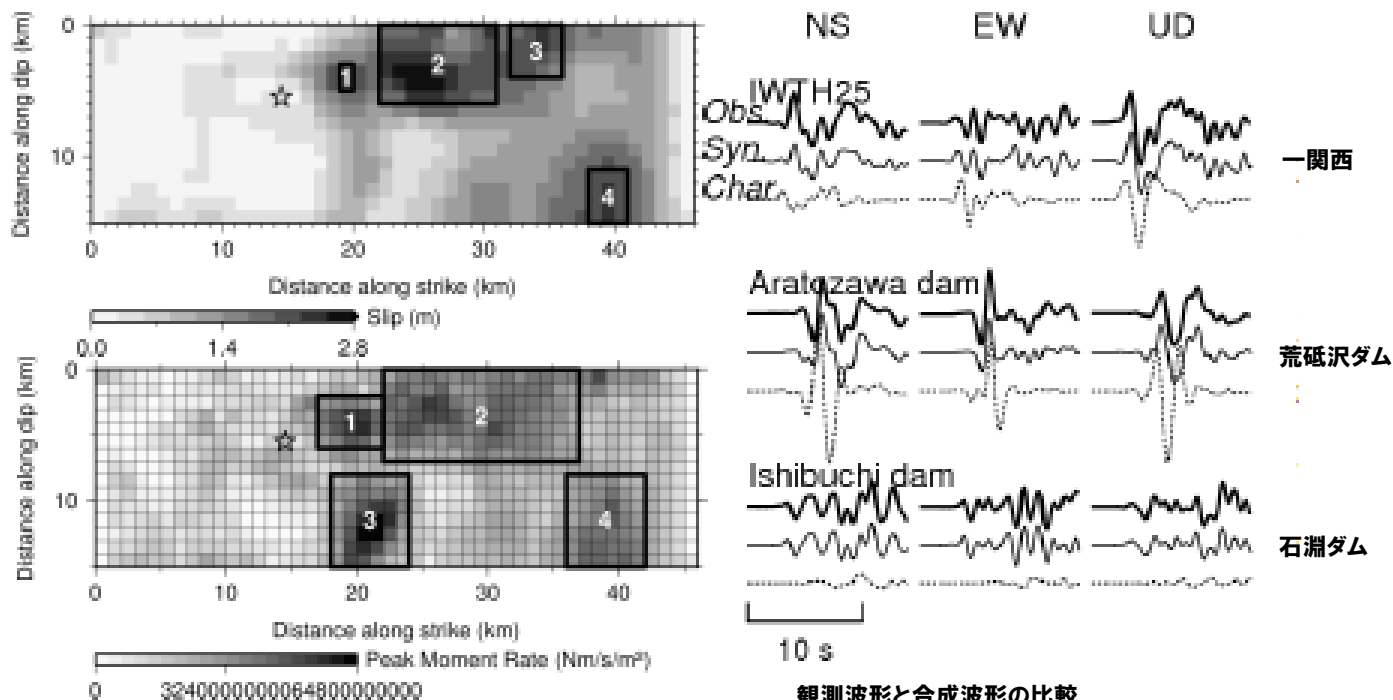 Distance along dip (km)
0
10
1
2
3
4
0 10 20 30 40
Distance along strike (km)
Slip (m)
0.0 1.4 2.8
Distance along dip (km)
0
10
1
2
3
4
0 10 20 30 40
Distance along strike (km)
Peak Moment Rate (Nm/s/m²)
0 32400000000064800000000
NS EW UD
IWTH25
Obs.
Syn.
Char.
一関西
Aratozawa dam
荒砥沢ダム
Ishibuchi dam
石淵ダム
10 s
観測波形と合成波形の比較